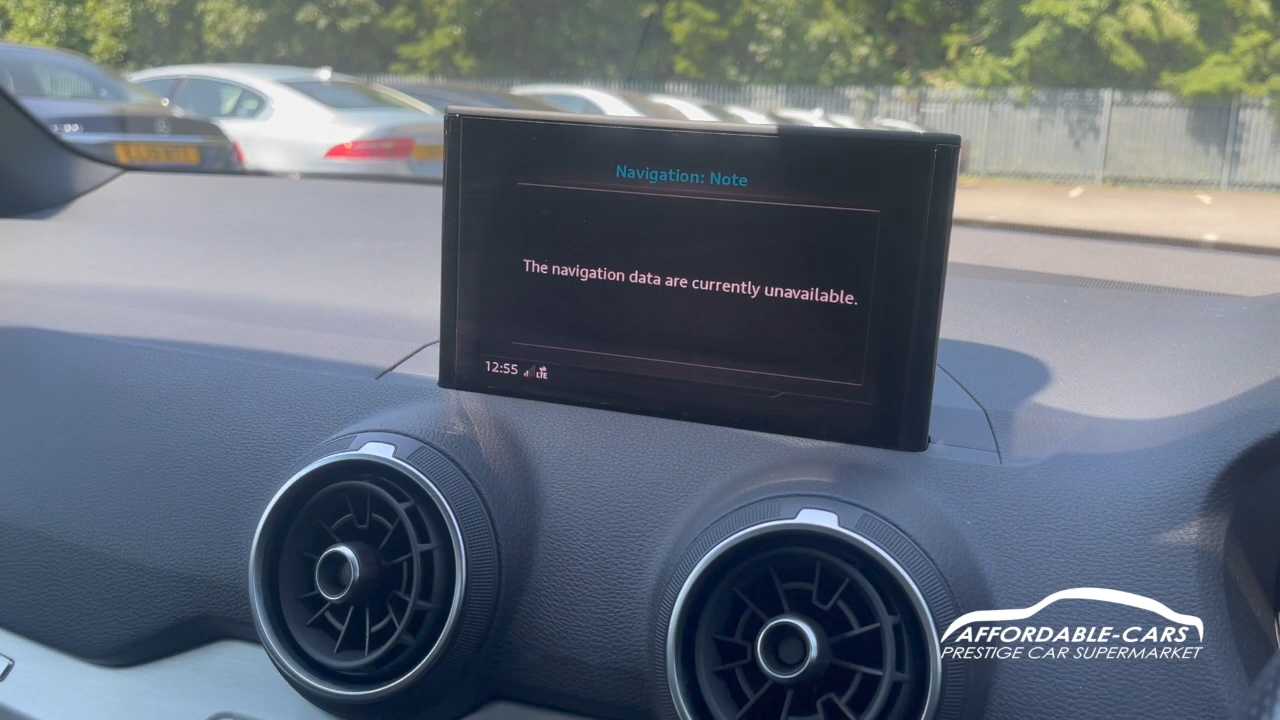 Navigation: Note
The navigation data are currently unavailable.
12:55 LTE
AFFORDABLE-CARS
PRESTIGE CAR SUPERMARKET